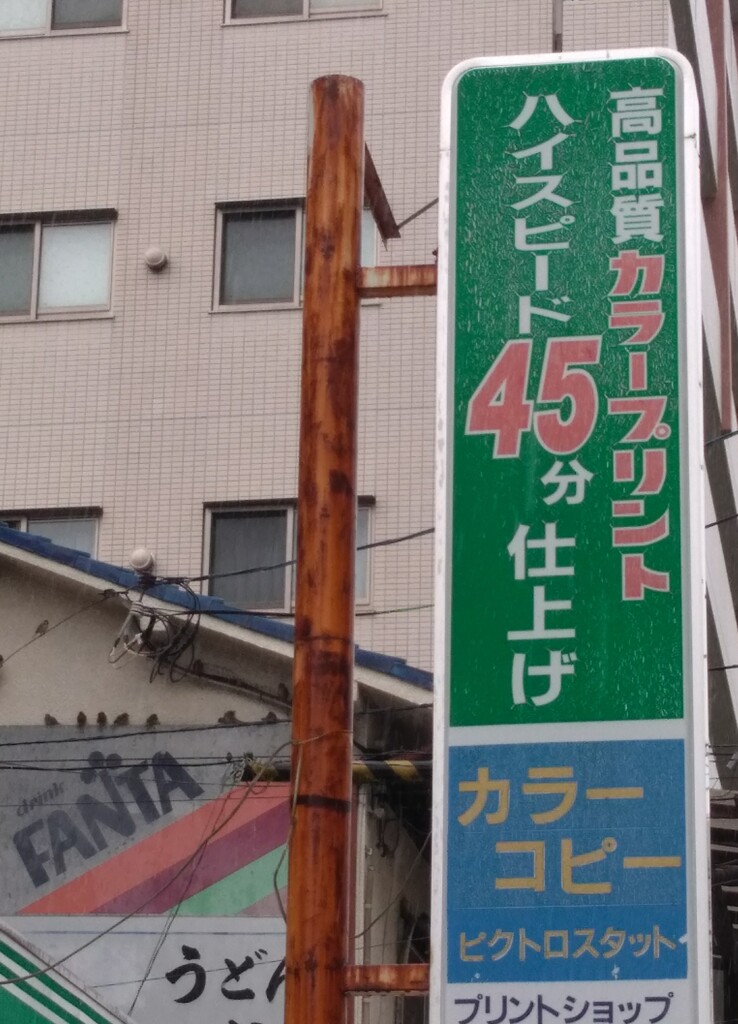 高品質カラープリント
ハイスピード45分仕上げ
カラー
コピー
ピクトロスタット
プリントショップ
drink
FANTA
うどん